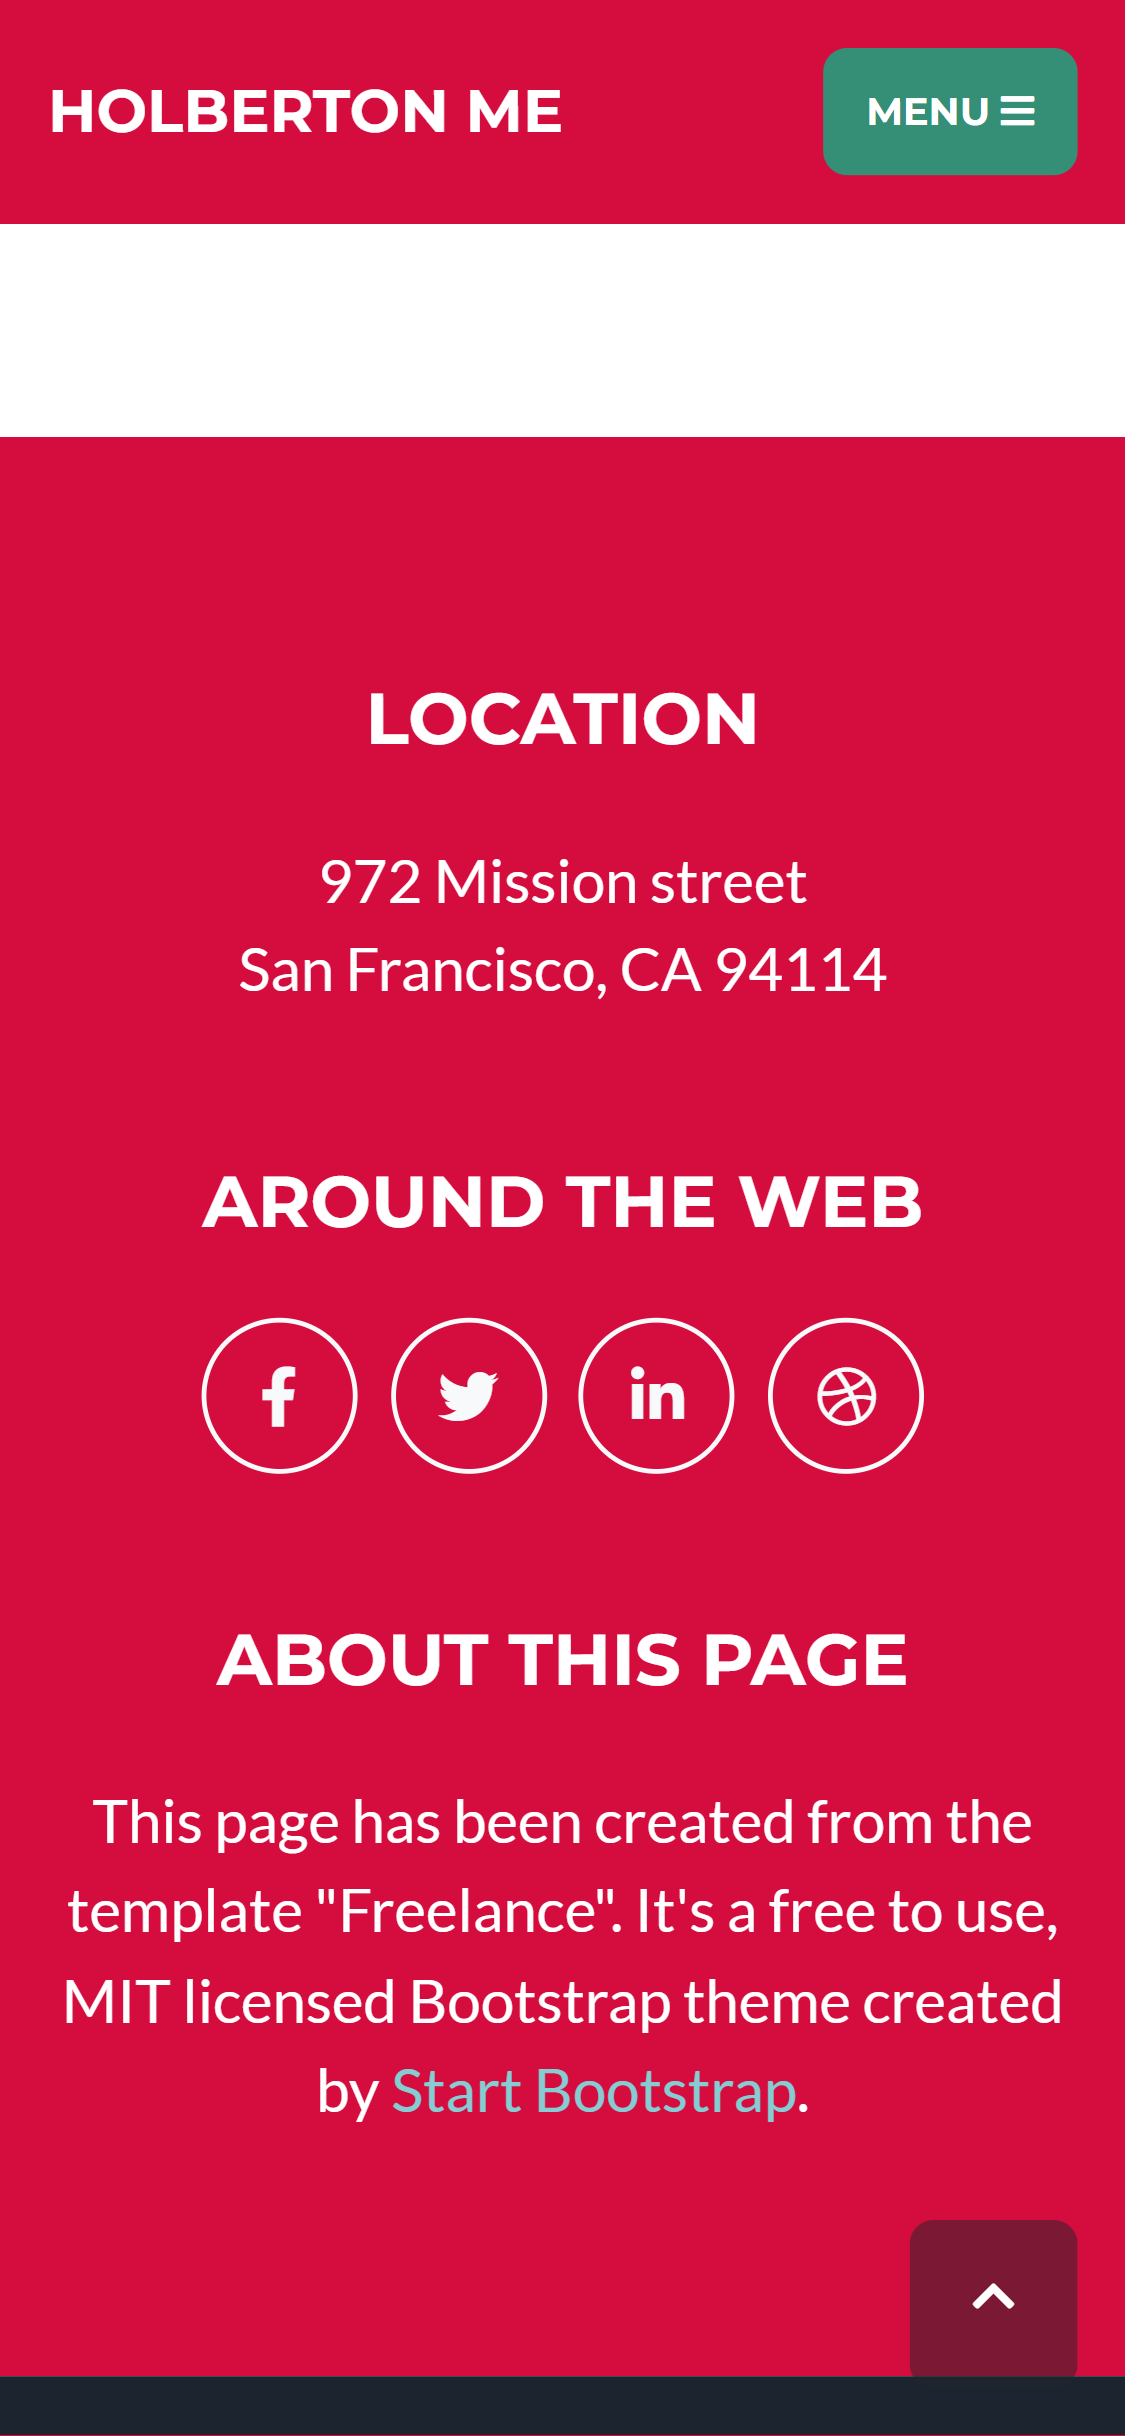 HOLBERTON ME
MENU
LOCATION
972 Mission street
San Francisco, CA 94114
AROUND THE WEB
ABOUT THIS PAGE
This page has been created from the
template "Freelance". It's a free to use,
MIT licensed Bootstrap theme created
by Start Bootstrap.